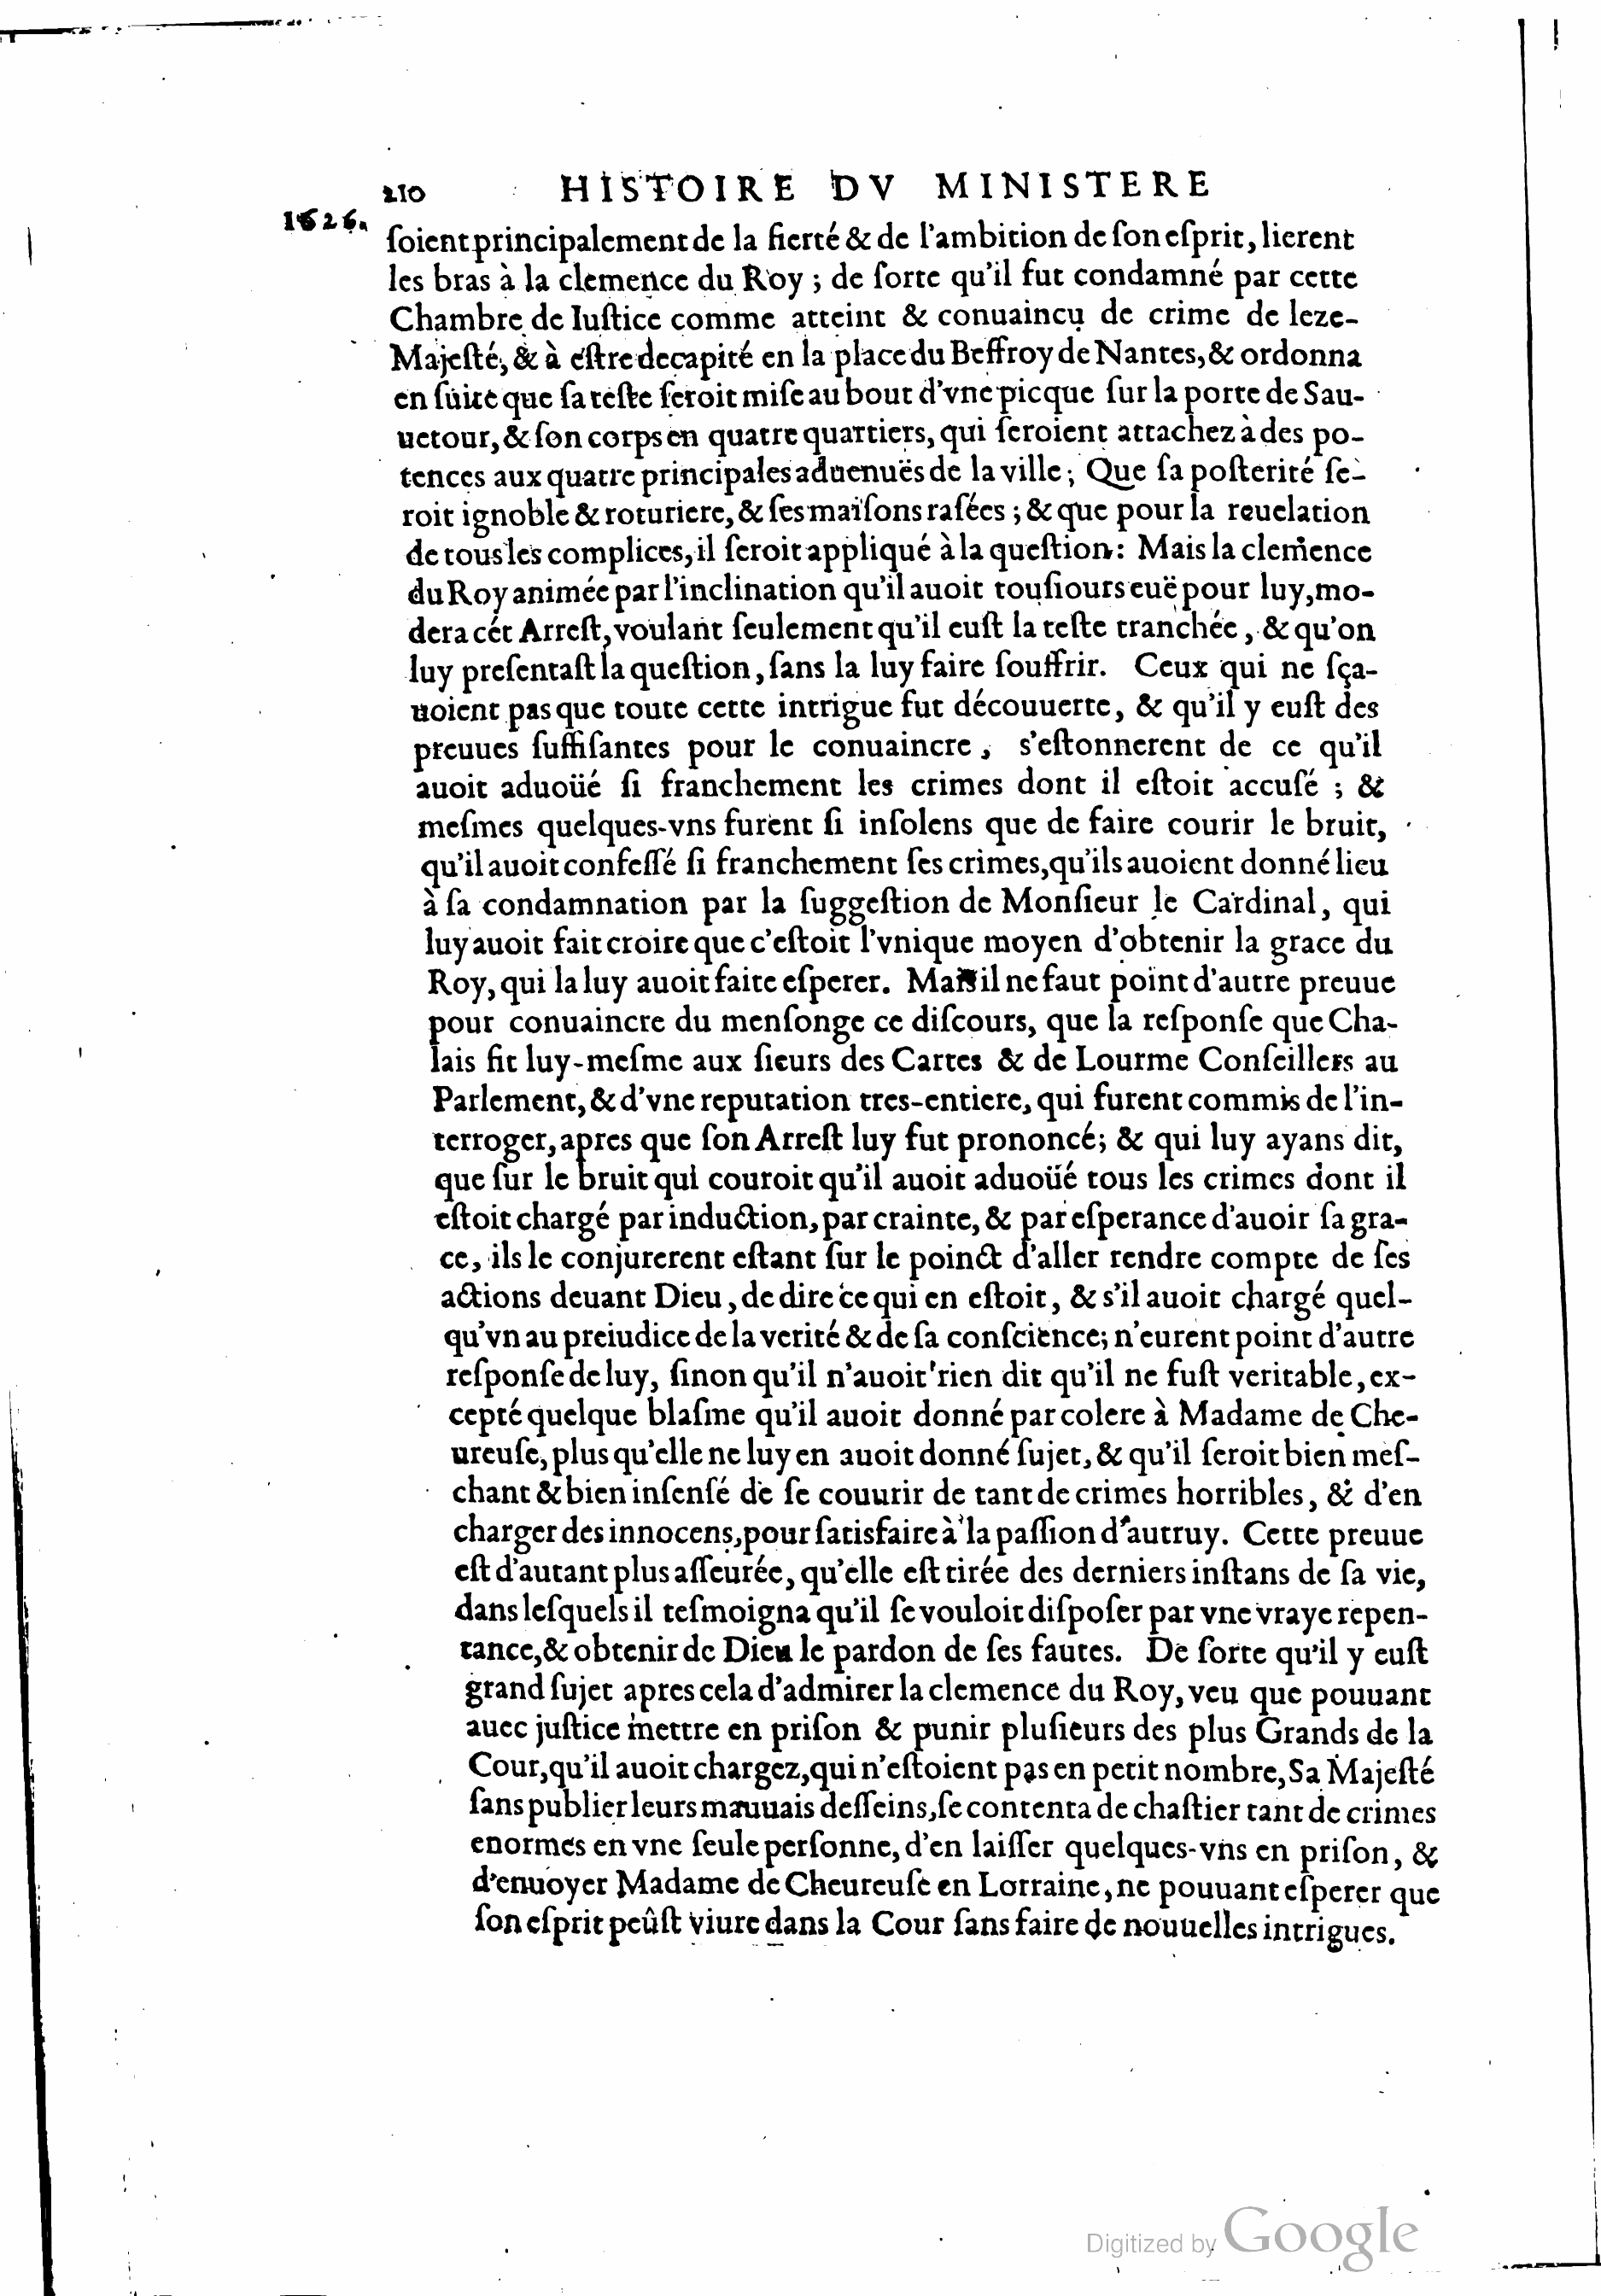 210 HISTOIRE DV MINISTERE
1626.
ſoient principalement de la fierté & de l'ambition de ſon eſprit, lierent
les bras à la clemence du Roy ; de ſorte qu'il fut condamné par cette
Chambre de Iuſtice comme atteint & conuaincu de crime de leze-
Majeſté, & à eſtre decapité en la place du Beffroy de Nantes, & ordonna
en ſuite que ſa teſte ſeroit miſe au bout d'vne picque ſur la porte de Sau-
uetour, & ſon corps en quatre quartiers, qui ſeroient attachez à des po-
tences aux quatre principales aduenuës de la ville ; Que ſa poſterité ſe-
roit ignoble & roturiere, & ſes maiſons raſées ; & que pour la reuelation
de tous les complices, il ſeroit appliqué à la queſtion : Mais la clemence
du Roy animée par l'inclination qu'il auoit touſiours euë pour luy, mo-
dera cét Arreſt, voulant ſeulement qu'il euſt la teſte tranchée, & qu'on
luy preſentaſt la queſtion, ſans la luy faire ſouffrir. Ceux qui ne ſça-
uoient pas que toute cette intrigue fut découuerte, & qu'il y euſt des
preuues ſuffiſantes pour le conuaincre, s'eſtonnerent de ce qu'il
auoit aduoüé ſi franchement les crimes dont il eſtoit accuſé ; &
meſmes quelques-vns furent ſi inſolens que de faire courir le bruit,
qu'il auoit confeſſé ſi franchement ſes crimes, qu'ils auoient donné lieu
à ſa condamnation par la ſuggeſtion de Monſieur le Cardinal, qui
luy auoit fait croire que c'eſtoit l'vnique moyen d'obtenir la grace du
Roy, qui la luy auoit faite eſperer. Mais il ne faut point d'autre preuue
pour conuaincre du menſonge ce diſcours, que la reſponſe que Cha-
lais fit luy-meſme aux ſieurs des Cartes & de Lourme Conſeillers au
Parlement, & d'vne reputation tres-entiere, qui furent commis de l'in-
terroger, apres que ſon Arreſt luy fut prononcé; & qui luy ayans dit,
que ſur le bruit qui couroit qu'il auoit aduoüé tous les crimes dont il
eſtoit chargé par induction, par crainte, & par eſperance d'auoir ſa gra-
ce, ils le conjurerent eſtant ſur le poinct d'aller rendre compte de ſes
actions deuant Dieu, de dire ce qui en eſtoit, & s'il auoit chargé quel-
qu'vn au preiudice de la verité & de ſa conſcience; n'eurent point d'autre
reſponſe de luy, ſinon qu'il n'auoit rien dit qu'il ne fuſt veritable, ex-
cepté quelque blaſme qu'il auoit donné par colere à Madame de Che-
ureuſe, plus qu'elle ne luy en auoit donné ſujet, & qu'il ſeroit bien meſ-
chant & bien inſenſé de ſe couurir de tant de crimes horribles, & d'en
charger des innocens, pour ſatisfaire à la paſſion d'autruy. Cette preuue
eſt d'autant plus aſſeurée, qu'elle eſt tirée des derniers inſtans de ſa vie,
dans leſquels il teſmoigna qu'il ſe vouloit diſpoſer par vne vraye repen-
tance, & obtenir de Dieu le pardon de ſes fautes. De ſorte qu'il y euſt
grand ſujet apres cela d'admirer la clemence du Roy, veu que pouuant
auec juſtice mettre en priſon & punir pluſieurs des plus Grands de la
Cour, qu'il auoit chargez, qui n'eſtoient pas en petit nombre, Sa Majeſté
ſans publier leurs mauuais deſſeins, ſe contenta de chaſtier tant de crimes
enormes en vne ſeule perſonne, d'en laiſſer quelques-vns en priſon, &
d'enuoyer Madame de Cheureuſe en Lorraine, ne pouuant eſperer que
ſon eſprit peûſt viure dans la Cour ſans faire de nouuelles intrigues.
Digitized by Google